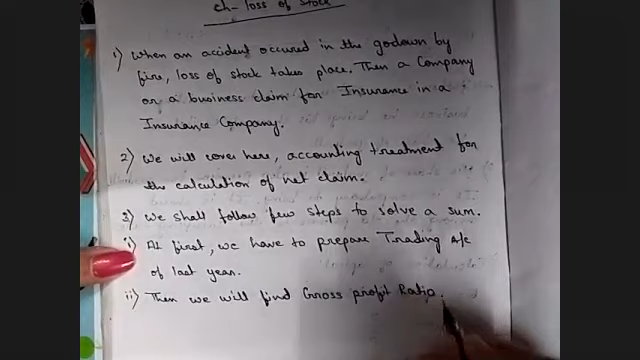 ch- loss of stock
1) When an accident occured in the godown by
fire, loss of stock takes place. Then a Company
or a business claim for Insurance in a
Insurance Company.
2) We will cover here, accounting treatment for
the calculation of net claim.
3) We shall follow few steps to solve a sum.
i) At first, we have to prepare Trading A/c
of last year.
ii) Then we will find Gross profit Ratio.